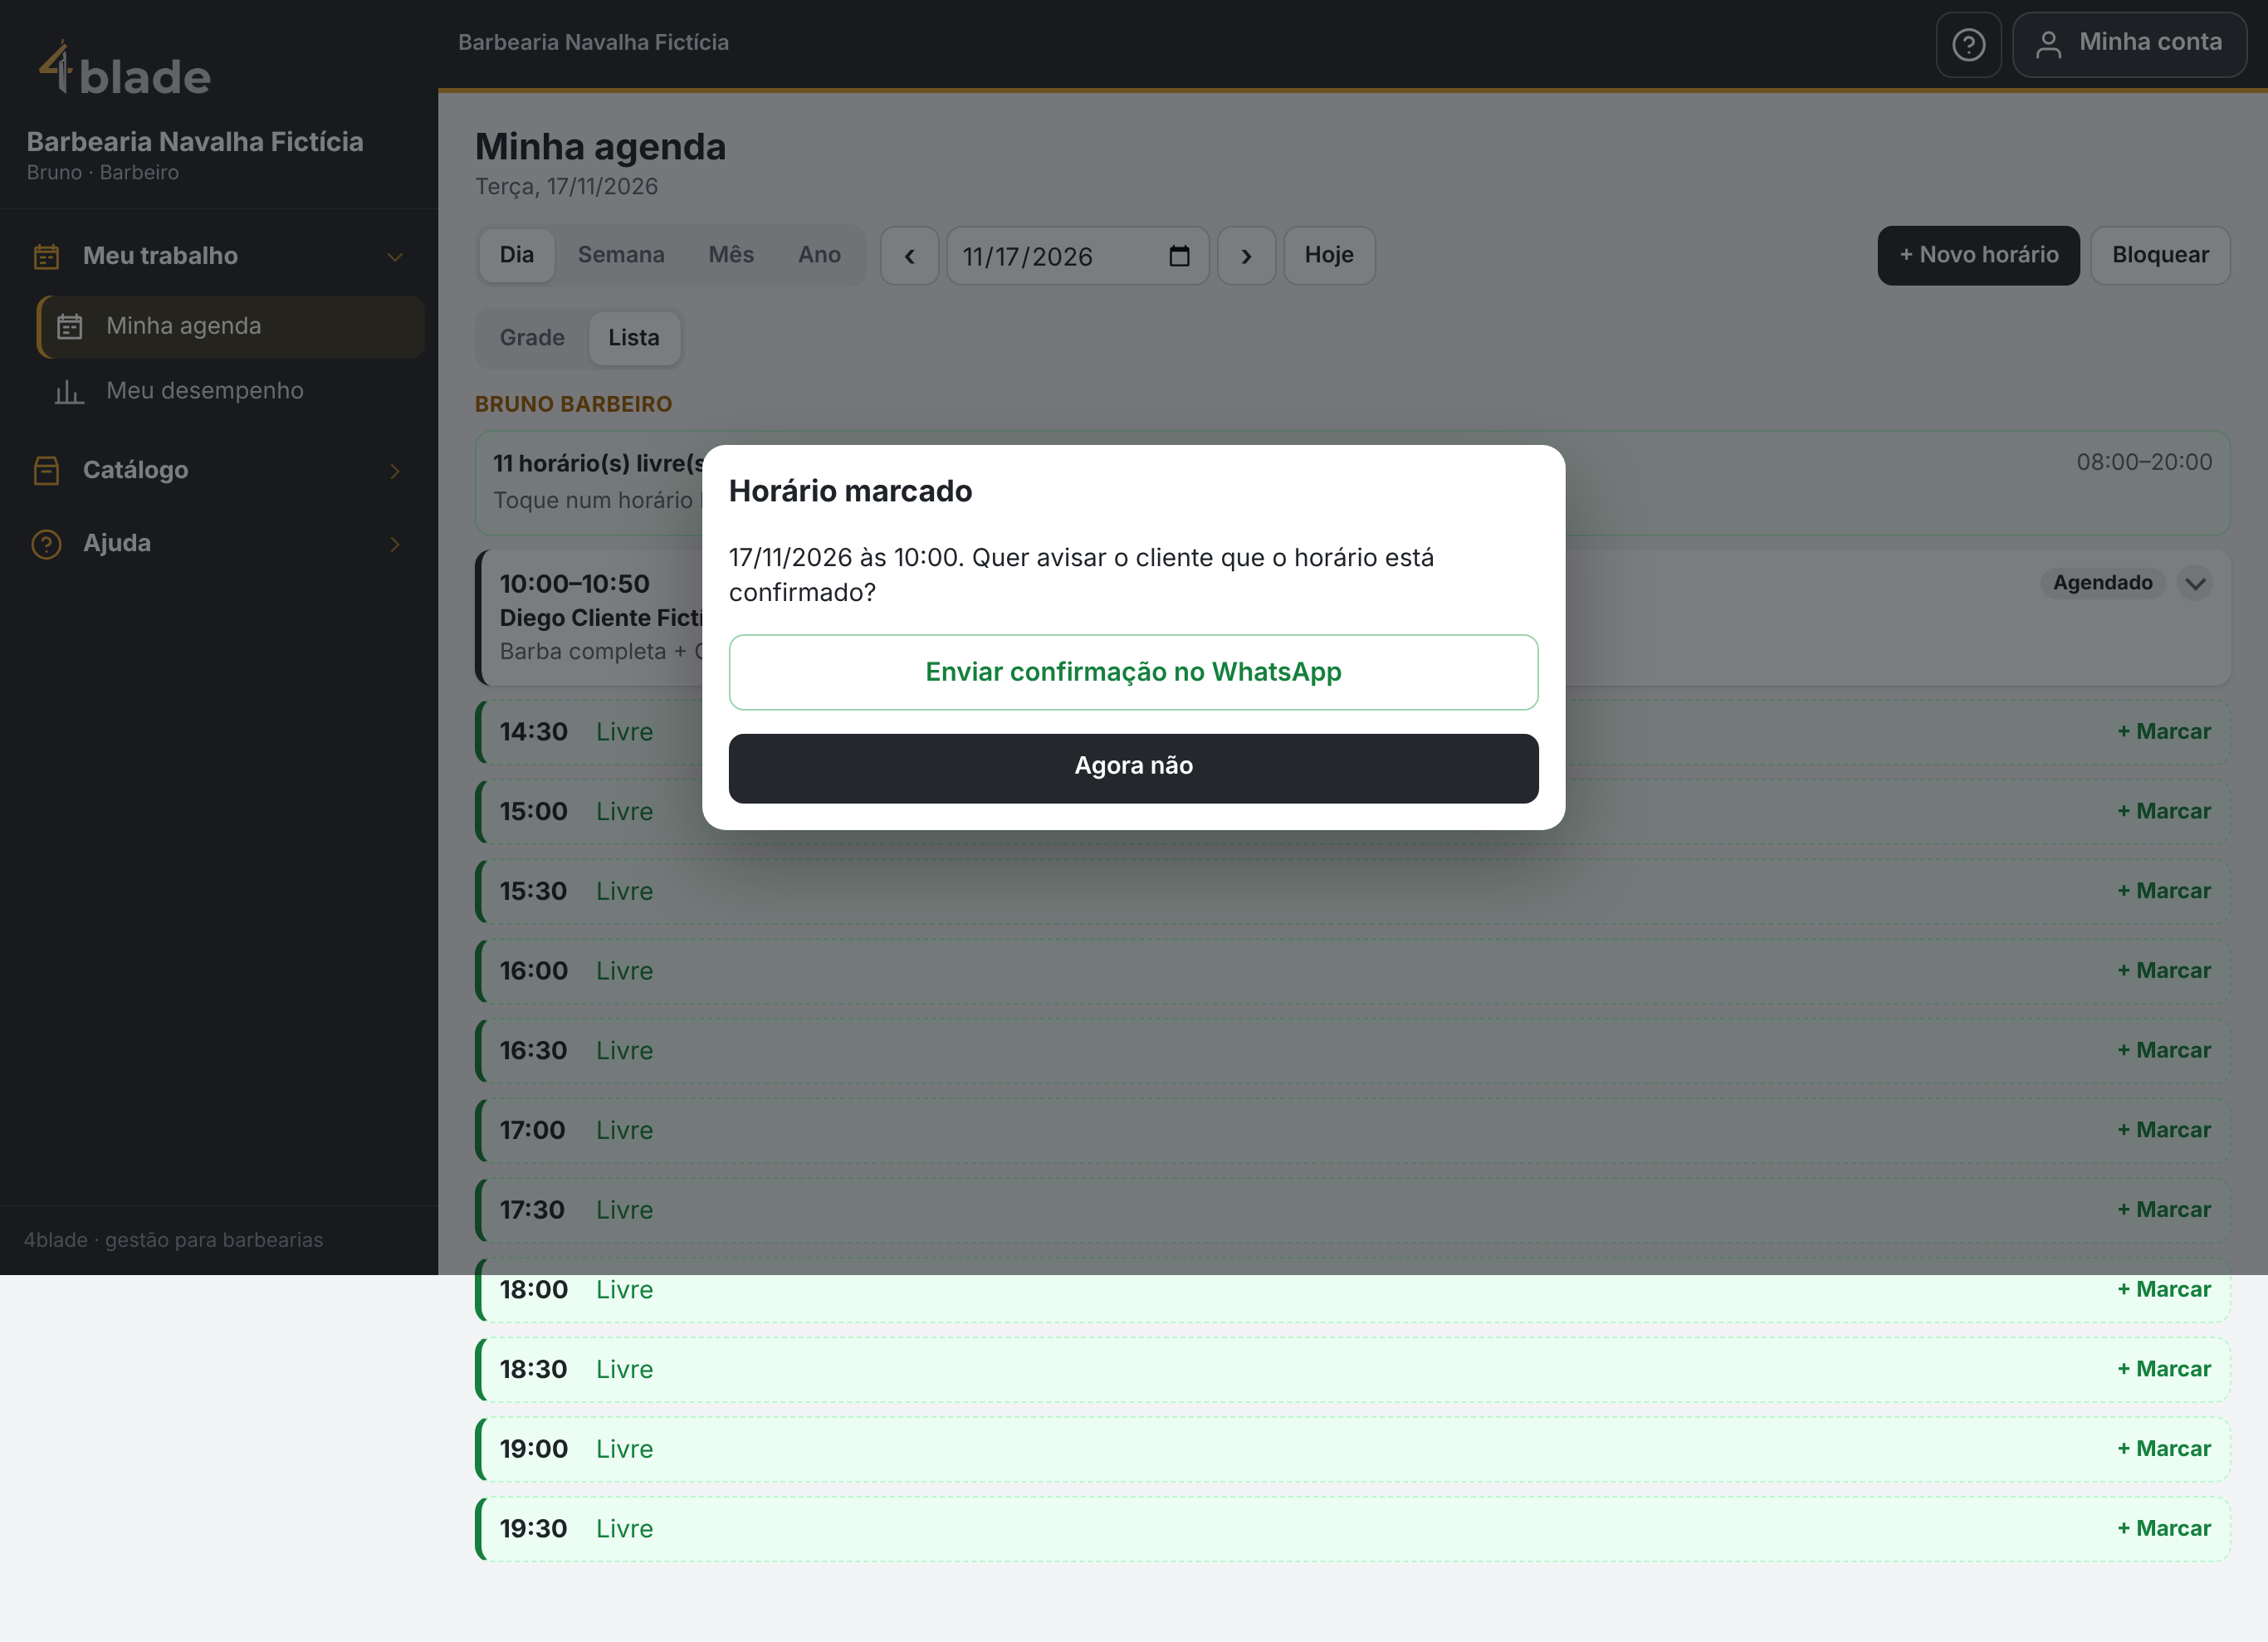 4blade
Barbearia Navalha Fictícia
Bruno · Barbeiro
Meu trabalho
Minha agenda
Meu desempenho
Catálogo
Ajuda
4blade · gestão para barbearias
Barbearia Navalha Fictícia
Minha conta
Minha agenda
Terça, 17/11/2026
Dia Semana Mês Ano 11/17/2026 Hoje + Novo horário Bloquear
Grade Lista
BRUNO BARBEIRO
11 horário(s) 08:00–20:00
Toque num horário
10:00–10:50 Agendado
Diego Cliente
Barba completa +
Horário marcado
17/11/2026 às 10:00. Quer avisar o cliente que o horário está
confirmado?
Enviar confirmação no WhatsApp
Agora não
14:30 Livre + Marcar
15:00 Livre + Marcar
15:30 Livre + Marcar
16:00 Livre + Marcar
16:30 Livre + Marcar
17:00 Livre + Marcar
17:30 Livre + Marcar
18:00 Livre + Marcar
18:30 Livre + Marcar
19:00 Livre + Marcar
19:30 Livre + Marcar